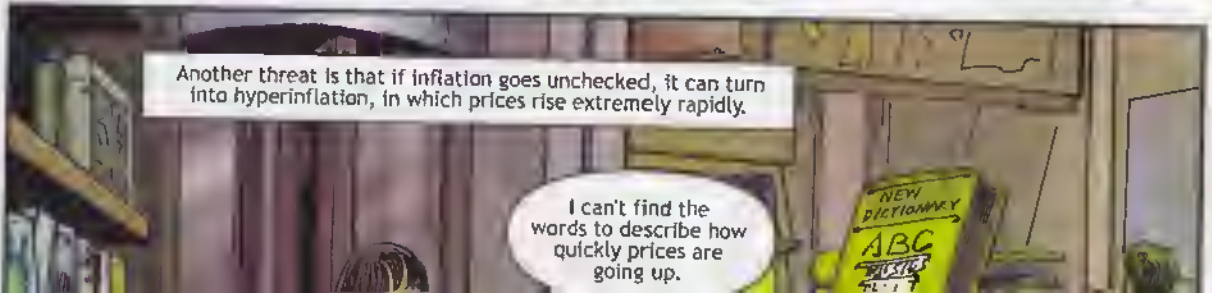 Another threat is that if inflation goes unchecked, it can turn
into hyperinflation, in which prices rise extremely rapidly.
I can't find the
words to describe how
quickly prices are
going up.
NEW
DICTIONARY
ABC